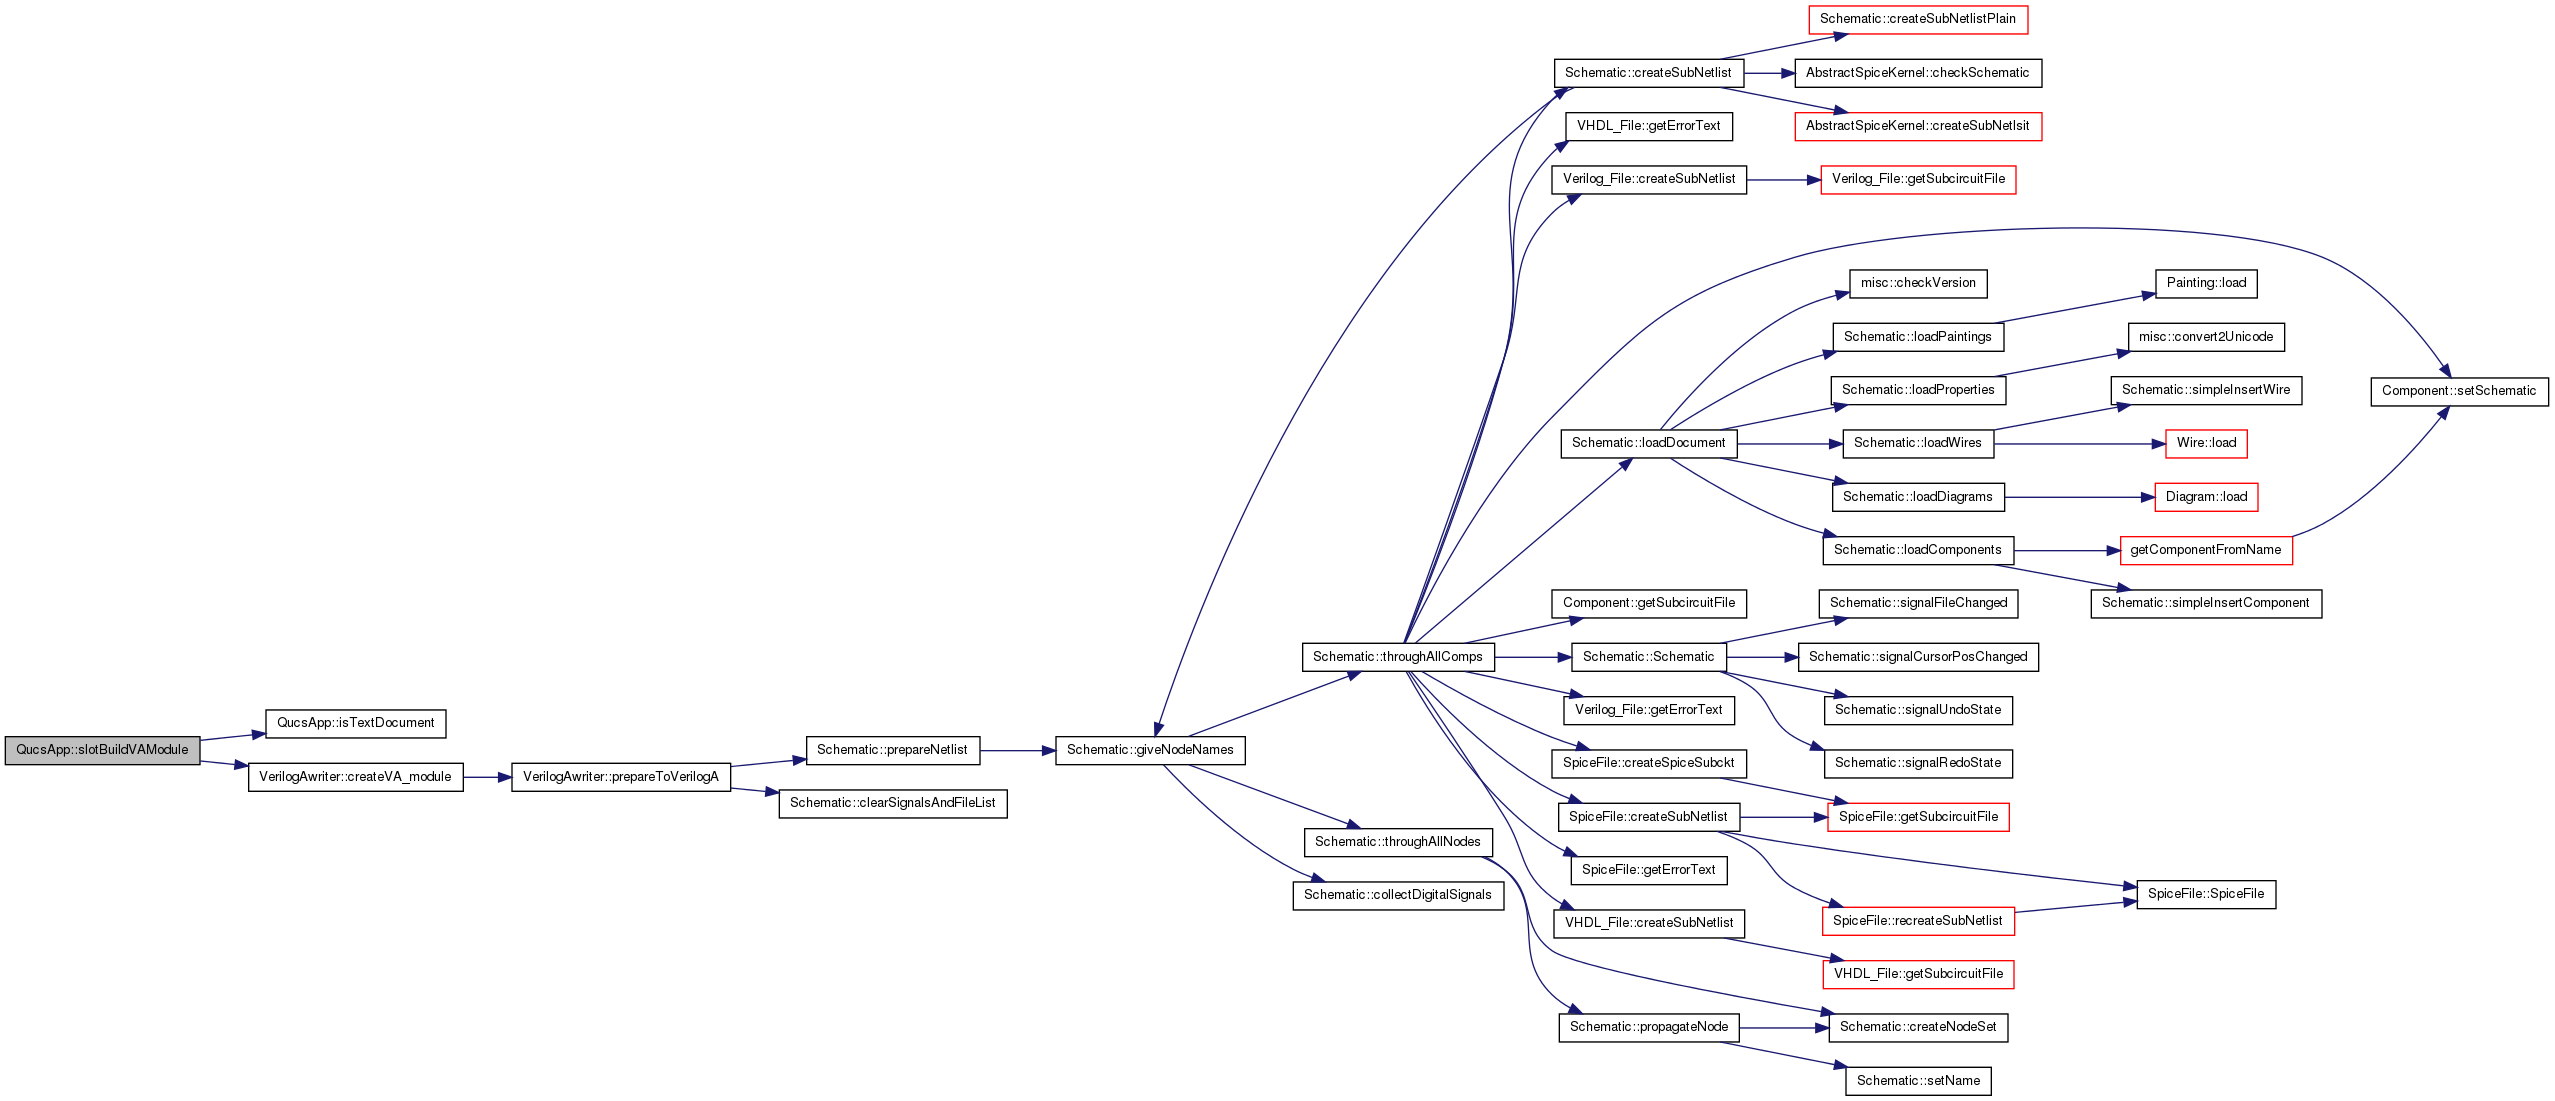 Schematic::createSubNetlistPlain
Schematic::createSubNetlist
AbstractSpiceKernel::checkSchematic
VHDL_File::getErrorText
AbstractSpiceKernel::createSubNetlsit
Verilog_File::createSubNetlist
Verilog_File::getSubcircuitFile
misc::checkVersion
Painting::load
Schematic::loadPaintings
misc::convert2Unicode
Schematic::loadProperties
Schematic::simpleInsertWire
Component::setSchematic
Schematic::loadDocument
Schematic::loadWires
Wire::load
Schematic::loadDiagrams
Diagram::load
Schematic::loadComponents
getComponentFromName
Component::getSubcircuitFile
Schematic::signalFileChanged
Schematic::simpleInsertComponent
Schematic::throughAllComps
Schematic::Schematic
Schematic::signalCursorPosChanged
Verilog_File::getErrorText
Schematic::signalUndoState
QucsApp::isTextDocument
QucsApp::slotBuildVAModule
Schematic::prepareNetlist
Schematic::giveNodeNames
SpiceFile::createSpiceSubckt
Schematic::signalRedoState
VerilogAwriter::createVA_module
VerilogAwriter::prepareToVerilogA
Schematic::clearSignalsAndFileList
SpiceFile::createSubNetlist
SpiceFile::getSubcircuitFile
Schematic::throughAllNodes
SpiceFile::getErrorText
Schematic::collectDigitalSignals
SpiceFile::SpiceFile
VHDL_File::createSubNetlist
SpiceFile::recreateSubNetlist
VHDL_File::getSubcircuitFile
Schematic::propagateNode
Schematic::createNodeSet
Schematic::setName